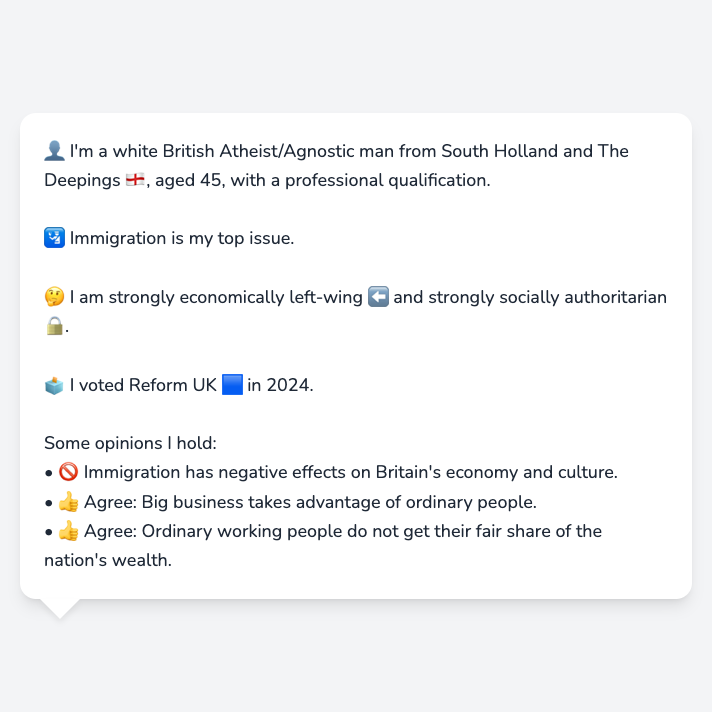 👤 I'm a white British Atheist/Agnostic man from South Holland and The
Deepings 🏴󠁧󠁢󠁥󠁮󠁧󠁿, aged 45, with a professional qualification.
🛂 Immigration is my top issue.
🤔 I am strongly economically left-wing ⬅️ and strongly socially authoritarian
🔒.
🗳️ I voted Reform UK 🟦 in 2024.
Some opinions I hold:
• 🚫 Immigration has negative effects on Britain's economy and culture.
• 👍 Agree: Big business takes advantage of ordinary people.
• 👍 Agree: Ordinary working people do not get their fair share of the
nation's wealth.